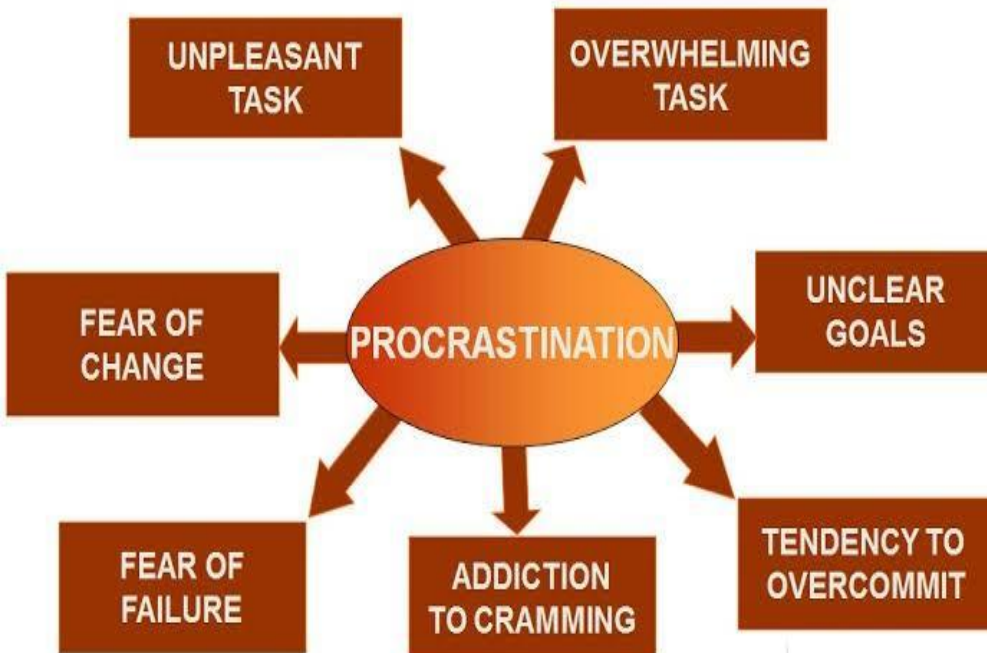 UNPLEASANT
TASK
OVERWHELMING
TASK
FEAR OF
CHANGE
PROCRASTINATION
UNCLEAR
GOALS
FEAR OF
FAILURE
ADDICTION
TO CRAMMING
TENDENCY TO
OVERCOMMIT